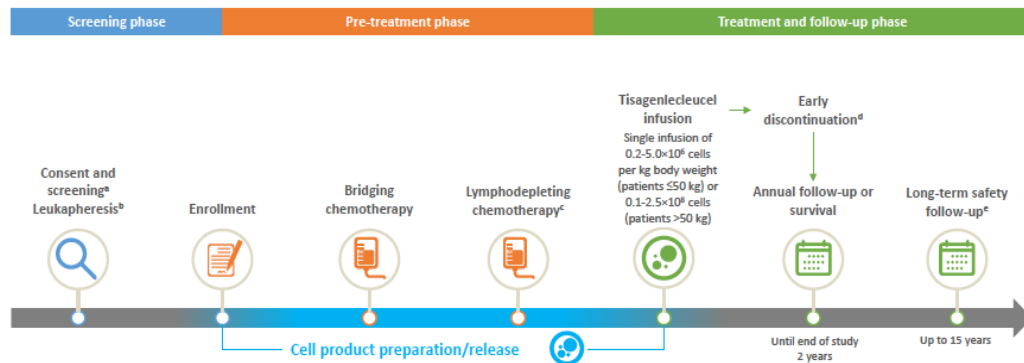 Screening phase
Pre-treatment phase
Treatment and follow-up phase
Consent and
screeningᵃ
Leukapheresisᵇ
Enrollment
Bridging
chemotherapy
Lymphodepleting
chemotherapyᶜ
Tisagenlecleucel
infusion
Single infusion of
0.2-5.0×10⁶ cells
per kg body weight
(patients ≤50 kg) or
0.1-2.5×10⁸ cells
(patients >50 kg)
Early
discontinuationᵈ
Annual follow-up or
survival
Long-term safety
follow-upᵉ
Cell product preparation/release
Until end of study
2 years
Up to 15 years